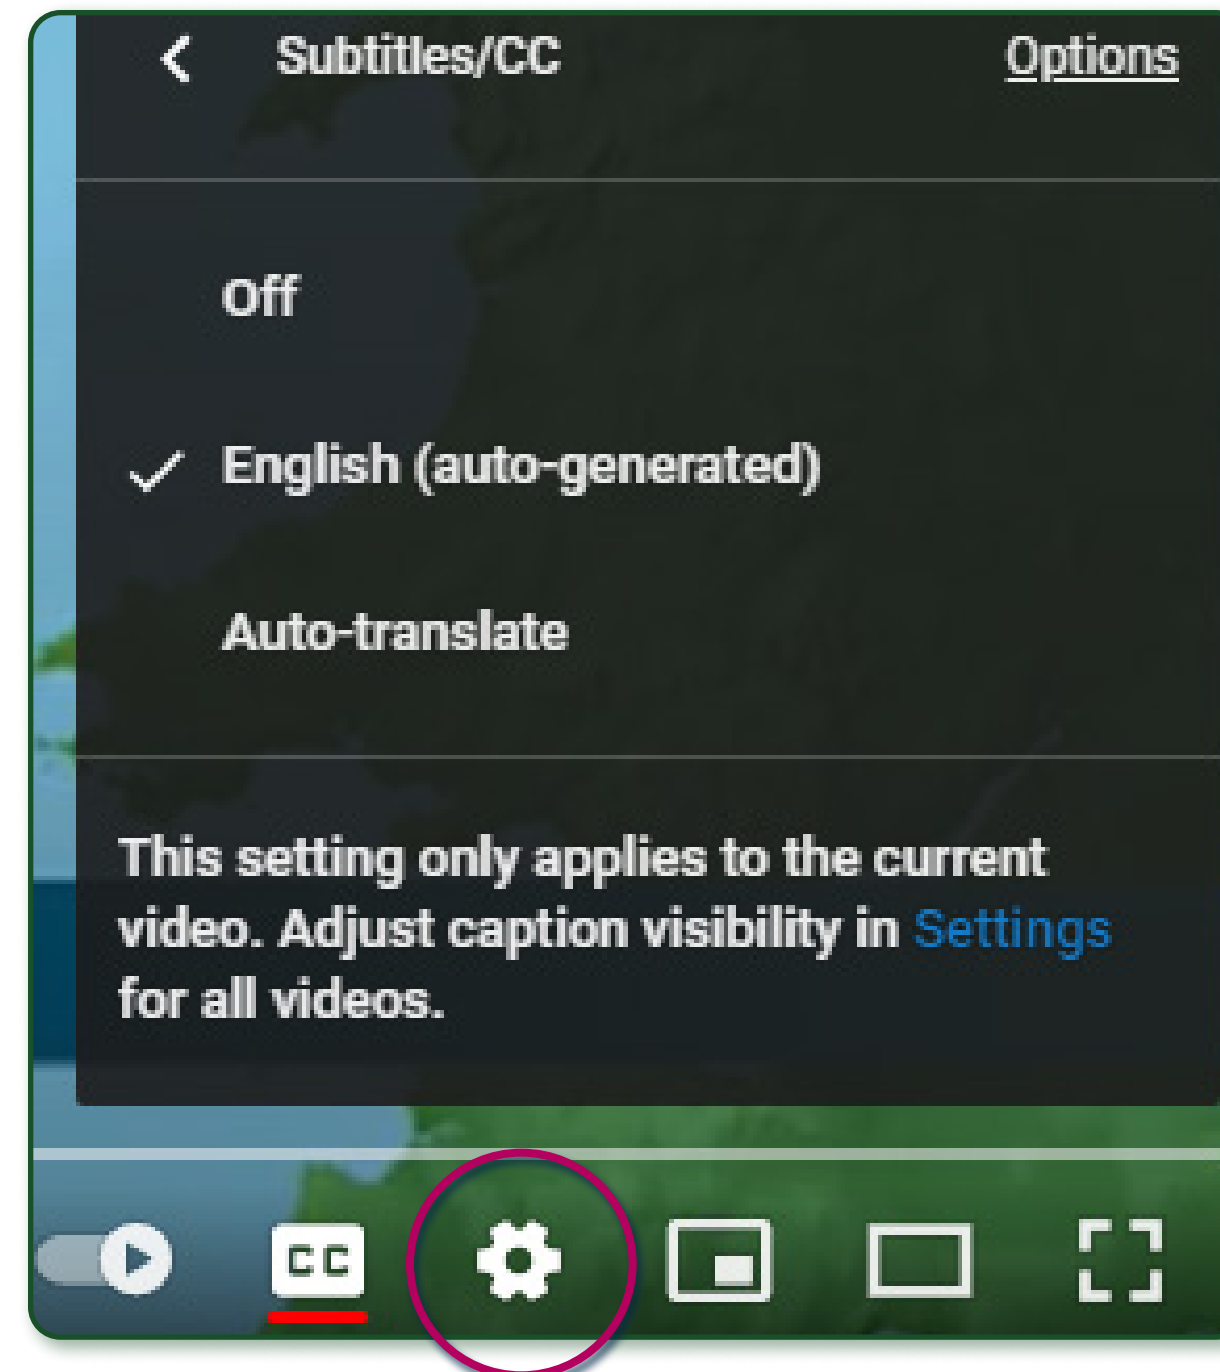 Subtitles/CC Options
Off
English (auto-generated)
Auto-translate
This setting only applies to the current
video. Adjust caption visibility in Settings
for all videos.
CC